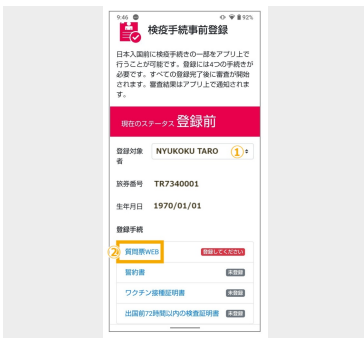 9:46
92%
検疫手続事前登録
日本入国前に検疫手続きの一部をアプリ上で
行うことが可能です。登録には4つの手続きが
必要です。すべての登録完了後に審査が開始
されます。審査結果はアプリ上で通知されま
す。
現在のステータス 登録前
登録対象者 NYUKOKU TARO ①
旅券番号 TR7340001
生年月日 1970/01/01
登録手続
② 質問票WEB 登録してください
誓約書 未登録
ワクチン接種証明書 未登録
出国前72時間以内の検査証明書 未登録